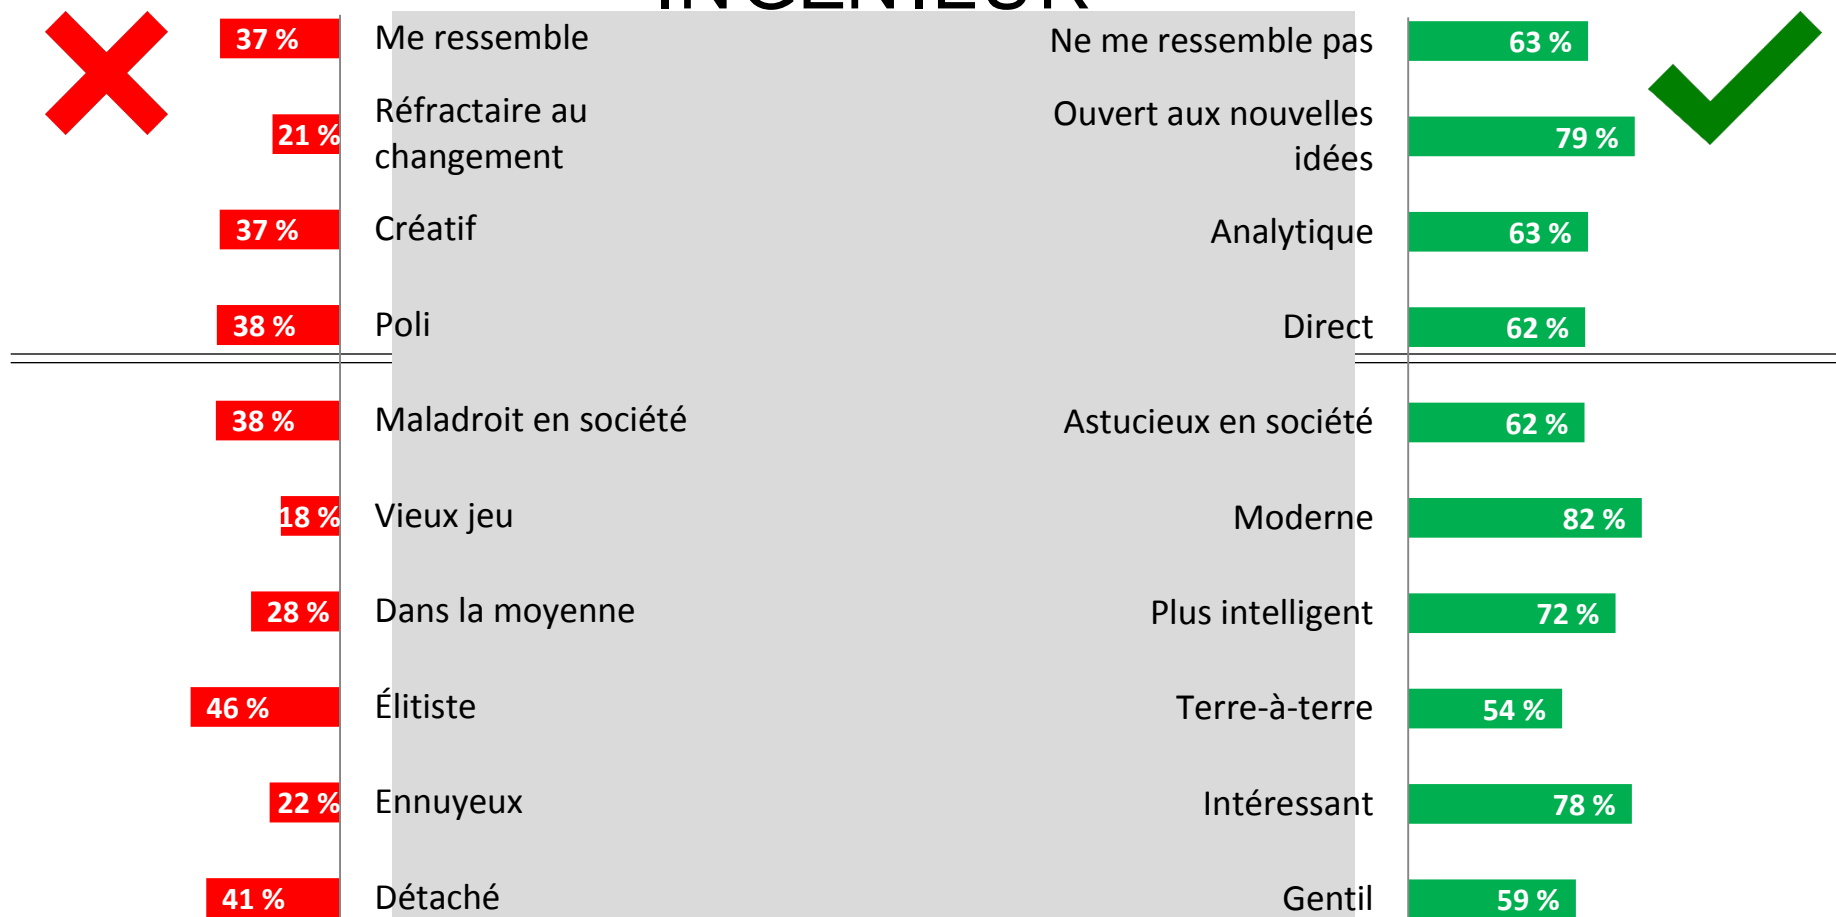 INGÉNIEUR
37 % Me ressemble Ne me ressemble pas 63 %
Réfractaire au Ouvert aux nouvelles
21 % changement idées 79 %
37 % Créatif Analytique 63 %
38 % Poli Direct 62 %
38 % Maladroit en société Astucieux en société 62 %
18 % Vieux jeu Moderne 82 %
28 % Dans la moyenne Plus intelligent 72 %
46 % Élitiste Terre-à-terre 54 %
22 % Ennuyeux Intéressant 78 %
41 % Détaché Gentil 59 %